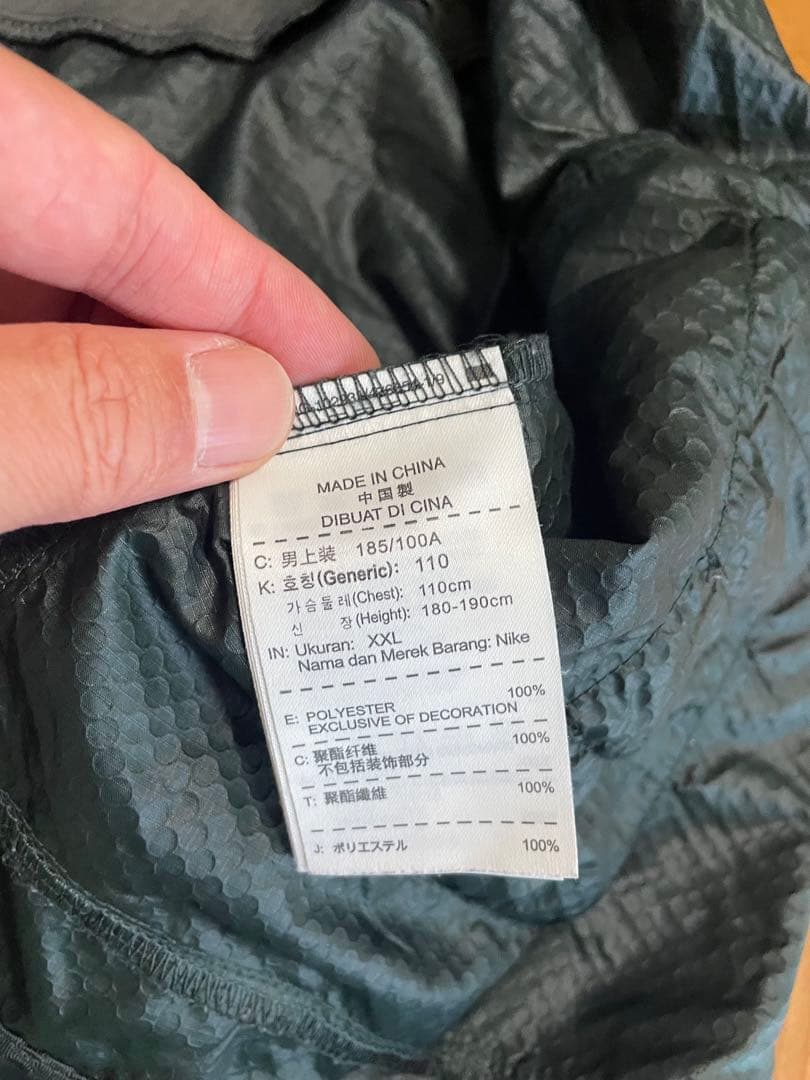 MADE IN CHINA
中国製
DIBUAT DI CINA
C: 男上装 185/100A
K: 호칭(Generic): 110
가슴둘레(Chest): 110cm
신 장(Height): 180-190cm
IN: Ukuran: XXL
Nama dan Merek Barang: Nike
E: POLYESTER 100%
EXCLUSIVE OF DECORATION
C: 聚酯纤维 100%
不包括装饰部分
T: 聚酯纖維 100%
J: ポリエステル 100%